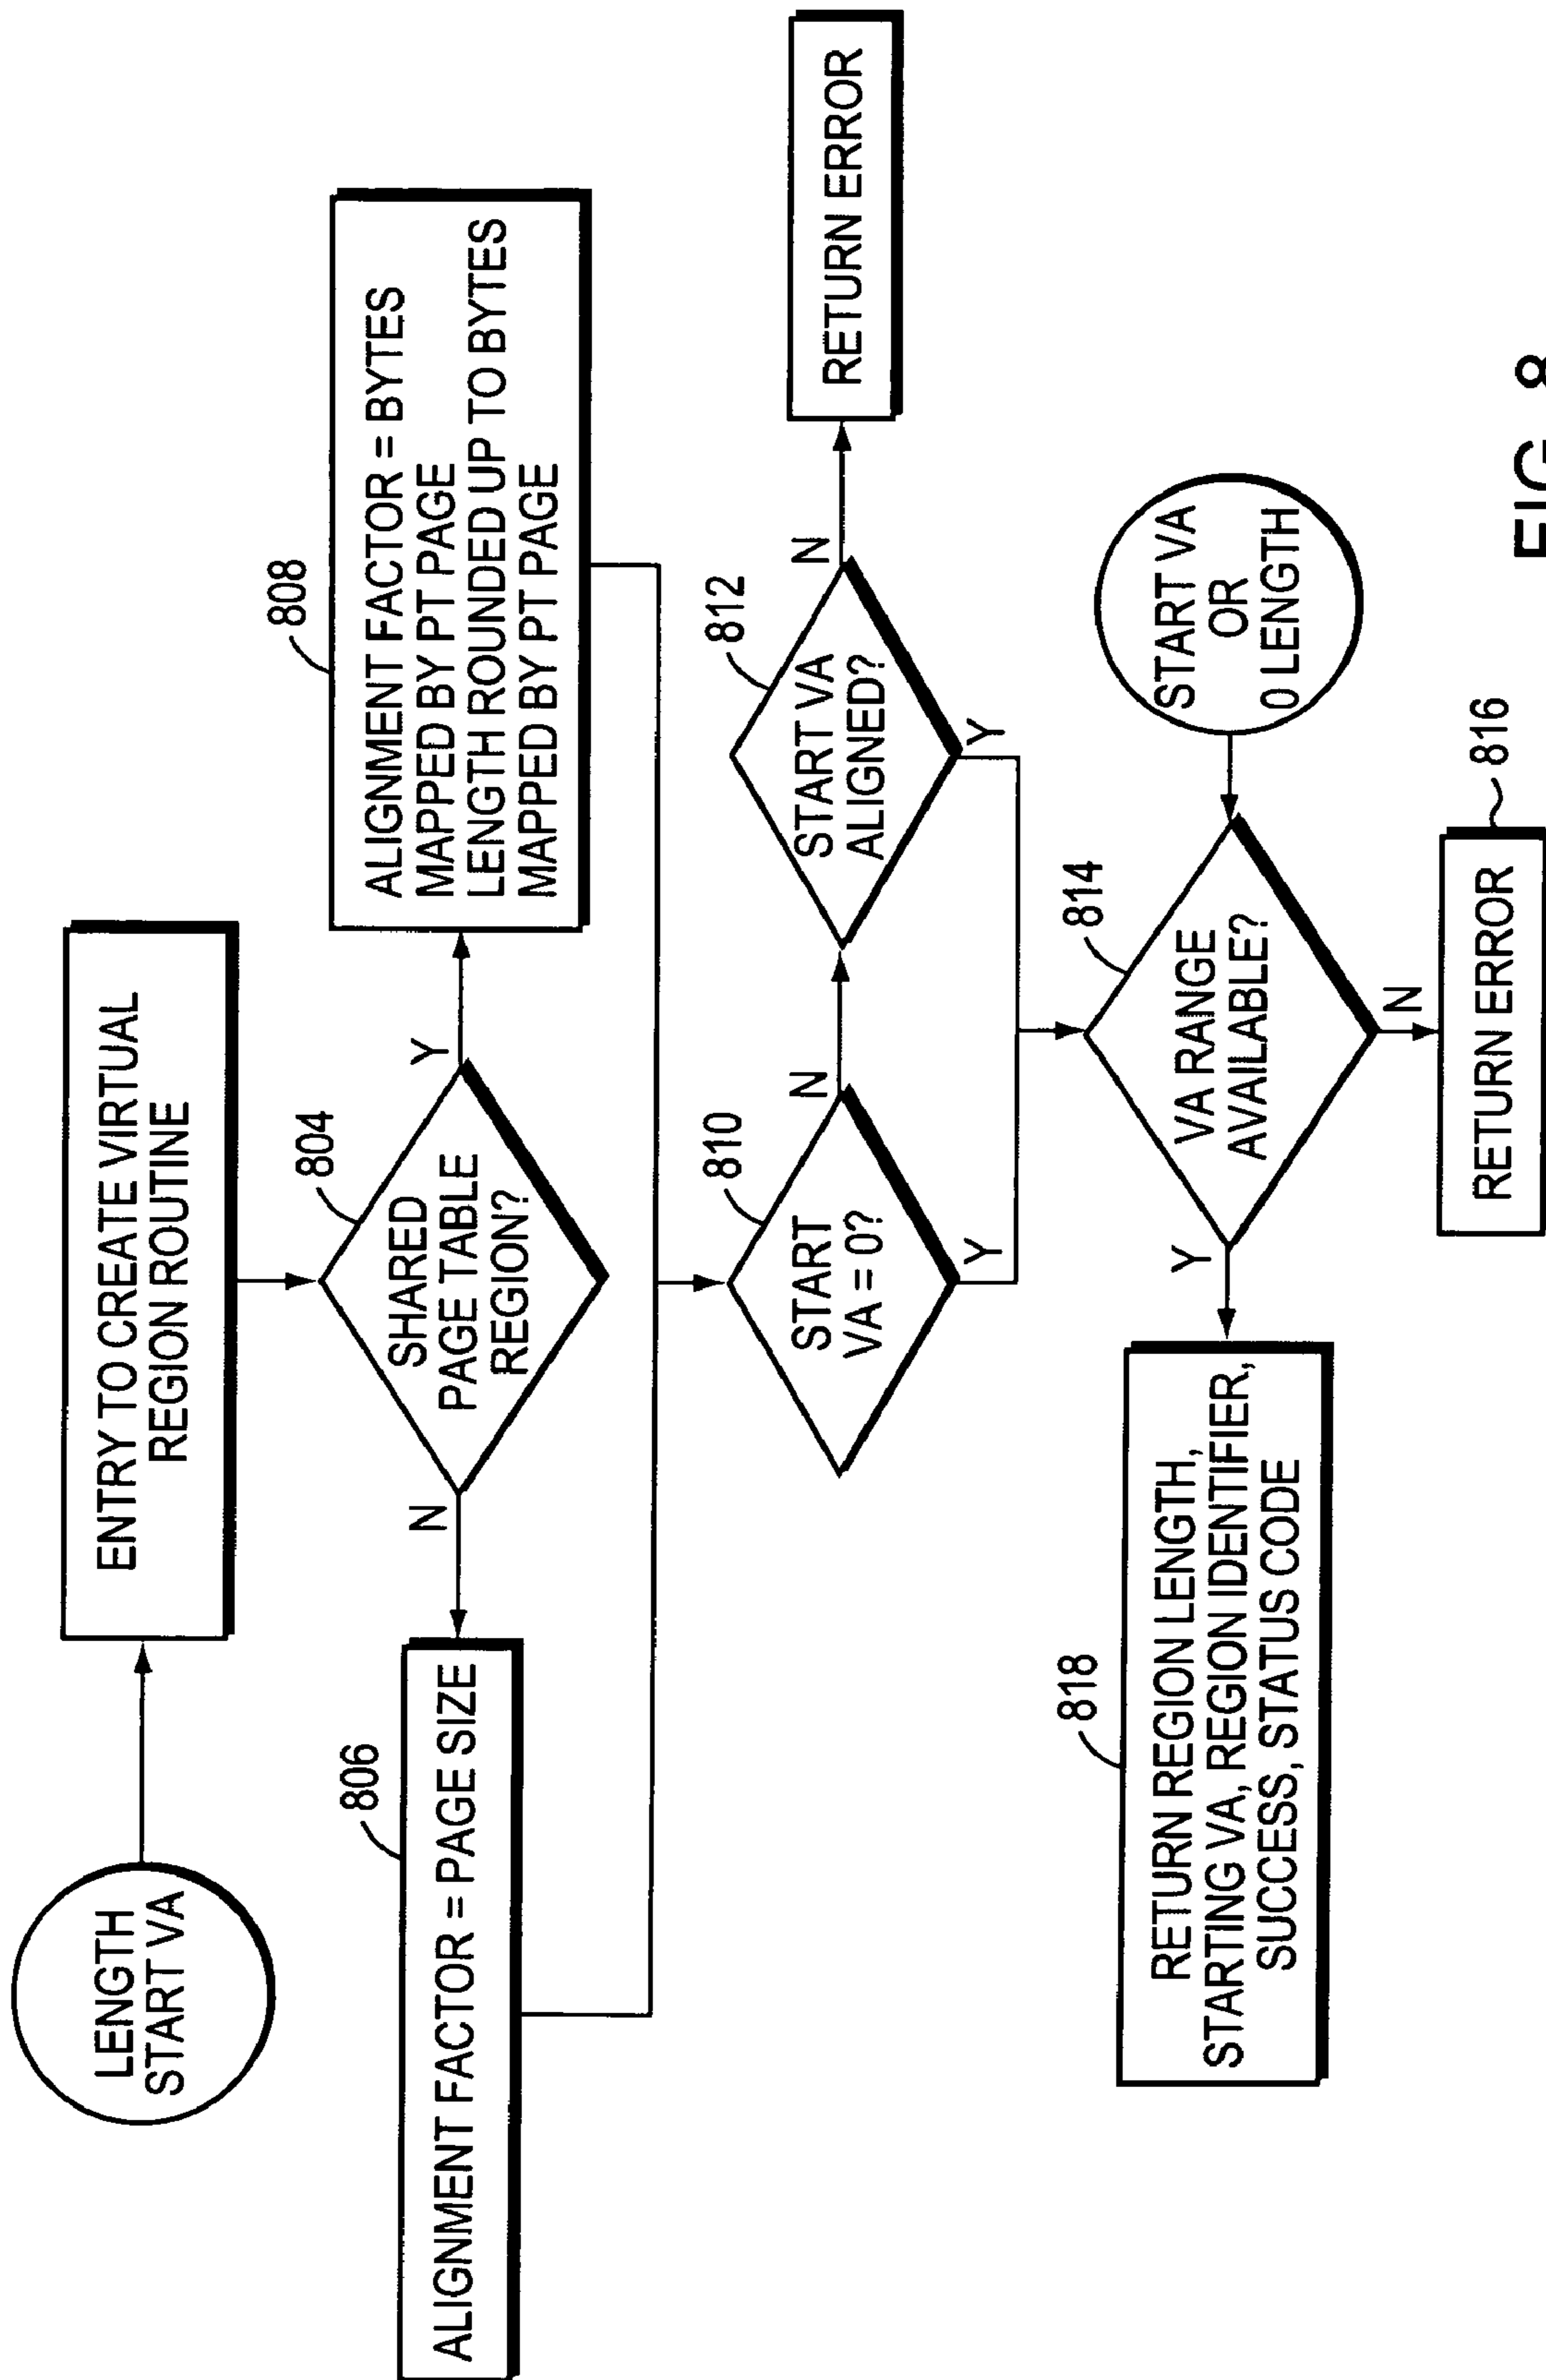 LENGTH
START VA
ENTRY TO CREATE VIRTUAL
REGION ROUTINE
804
SHARED
PAGE TABLE
REGION?
N
Y
806
ALIGNMENT FACTOR = PAGE SIZE
808
ALIGNMENT FACTOR = BYTES
MAPPED BY PT PAGE
LENGTH ROUNDED UP TO BYTES
MAPPED BY PT PAGE
810
START
VA = 0?
N
Y
812
START VA
ALIGNED?
N
Y
RETURN ERROR
814
VA RANGE
AVAILABLE?
Y
N
START VA
OR
0 LENGTH
818
RETURN REGION LENGTH,
STARTING VA, REGION IDENTIFIER,
SUCCESS, STATUS CODE
RETURN ERROR
816
FIG. 8